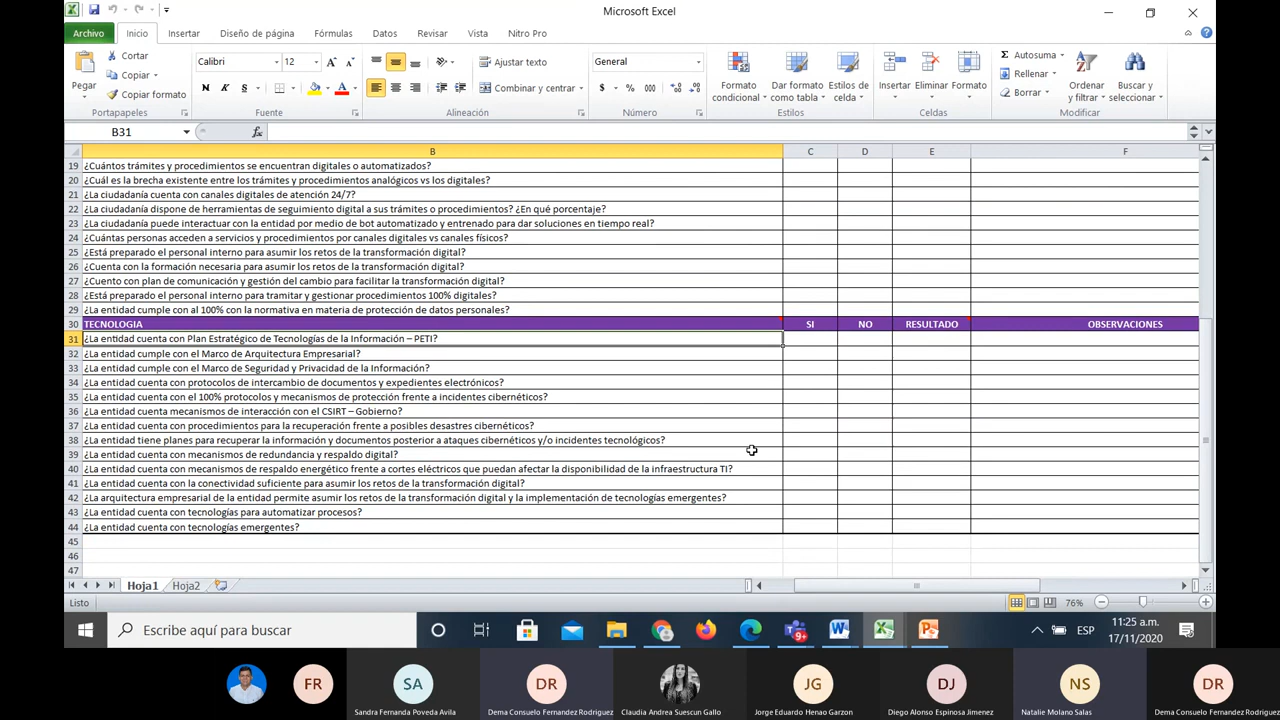 Microsoft Excel
Archivo Inicio Insertar Diseño de página Fórmulas Datos Revisar Vista Nitro Pro
Pegar
Cortar
Copiar
Copiar formato
Portapapeles
Calibri 12
N K S
Fuente
Ajustar texto
Combinar y centrar
Alineación
General
$ % 000
Número
Formato condicional
Dar formato como tabla
Estilos de celda
Estilos
Insertar Eliminar Formato
Celdas
Autosuma
Rellenar
Borrar
Ordenar y filtrar
Buscar y seleccionar
Modificar
B31 fx
B C D E F
19 ¿Cuántos trámites y procedimientos se encuentran digitales o automatizados?
20 ¿Cuál es la brecha existente entre los trámites y procedimientos analógicos vs los digitales?
21 ¿La ciudadanía cuenta con canales digitales de atención 24/7?
22 ¿La ciudadanía dispone de herramientas de seguimiento digital a sus trámites o procedimientos? ¿En qué porcentaje?
23 ¿La ciudadanía puede interactuar con la entidad por medio de bot automatizado y entrenado para dar soluciones en tiempo real?
24 ¿Cuántas personas acceden a servicios y procedimientos por canales digitales vs canales físicos?
25 ¿Está preparado el personal interno para asumir los retos de la transformación digital?
26 ¿Cuenta con la formación necesaria para asumir los retos de la transformación digital?
27 ¿Cuento con plan de comunicación y gestión del cambio para facilitar la transformación digital?
28 ¿Está preparado el personal interno para tramitar y gestionar procedimientos 100% digitales?
29 ¿La entidad cumple con al 100% con la normativa en materia de protección de datos personales?
30 TECNOLOGIA SI NO RESULTADO OBSERVACIONES
31 ¿La entidad cuenta con Plan Estratégico de Tecnologías de la Información – PETI?
32 ¿La entidad cumple con el Marco de Arquitectura Empresarial?
33 ¿La entidad cumple con el Marco de Seguridad y Privacidad de la Información?
34 ¿La entidad cuenta con protocolos de intercambio de documentos y expedientes electrónicos?
35 ¿La entidad cuenta con el 100% protocolos y mecanismos de protección frente a incidentes cibernéticos?
36 ¿La entidad cuenta mecanismos de interacción con el CSIRT – Gobierno?
37 ¿La entidad cuenta con procedimientos para la recuperación frente a posibles desastres cibernéticos?
38 ¿La entidad tiene planes para recuperar la información y documentos posterior a ataques cibernéticos y/o incidentes tecnológicos?
39 ¿La entidad cuenta con mecanismos de redundancia y respaldo digital?
40 ¿La entidad cuenta con mecanismos de respaldo energético frente a cortes eléctricos que puedan afectar la disponibilidad de la infraestructura TI?
41 ¿La entidad cuenta con la conectividad suficiente para asumir los retos de la transformación digital?
42 ¿La arquitectura empresarial de la entidad permite asumir los retos de la transformación digital y la implementación de tecnologías emergentes?
43 ¿La entidad cuenta con tecnologías para automatizar procesos?
44 ¿La entidad cuenta con tecnologías emergentes?
45
46
47
Hoja1 Hoja2
Listo 76%
Escribe aquí para buscar
9+
ESP
11:25 a.m.
17/11/2020
FR SA DR JG DJ NS DR
Sandra Fernanda Poveda Avila
Dema Consuelo Fernandez Rodriguez
Claudia Andrea Suescun Gallo
Jorge Eduardo Henao Garzon
Diego Alonso Espinosa Jimenez
Natalie Molano Salas
Dema Consuelo Fernandez Rodriguez